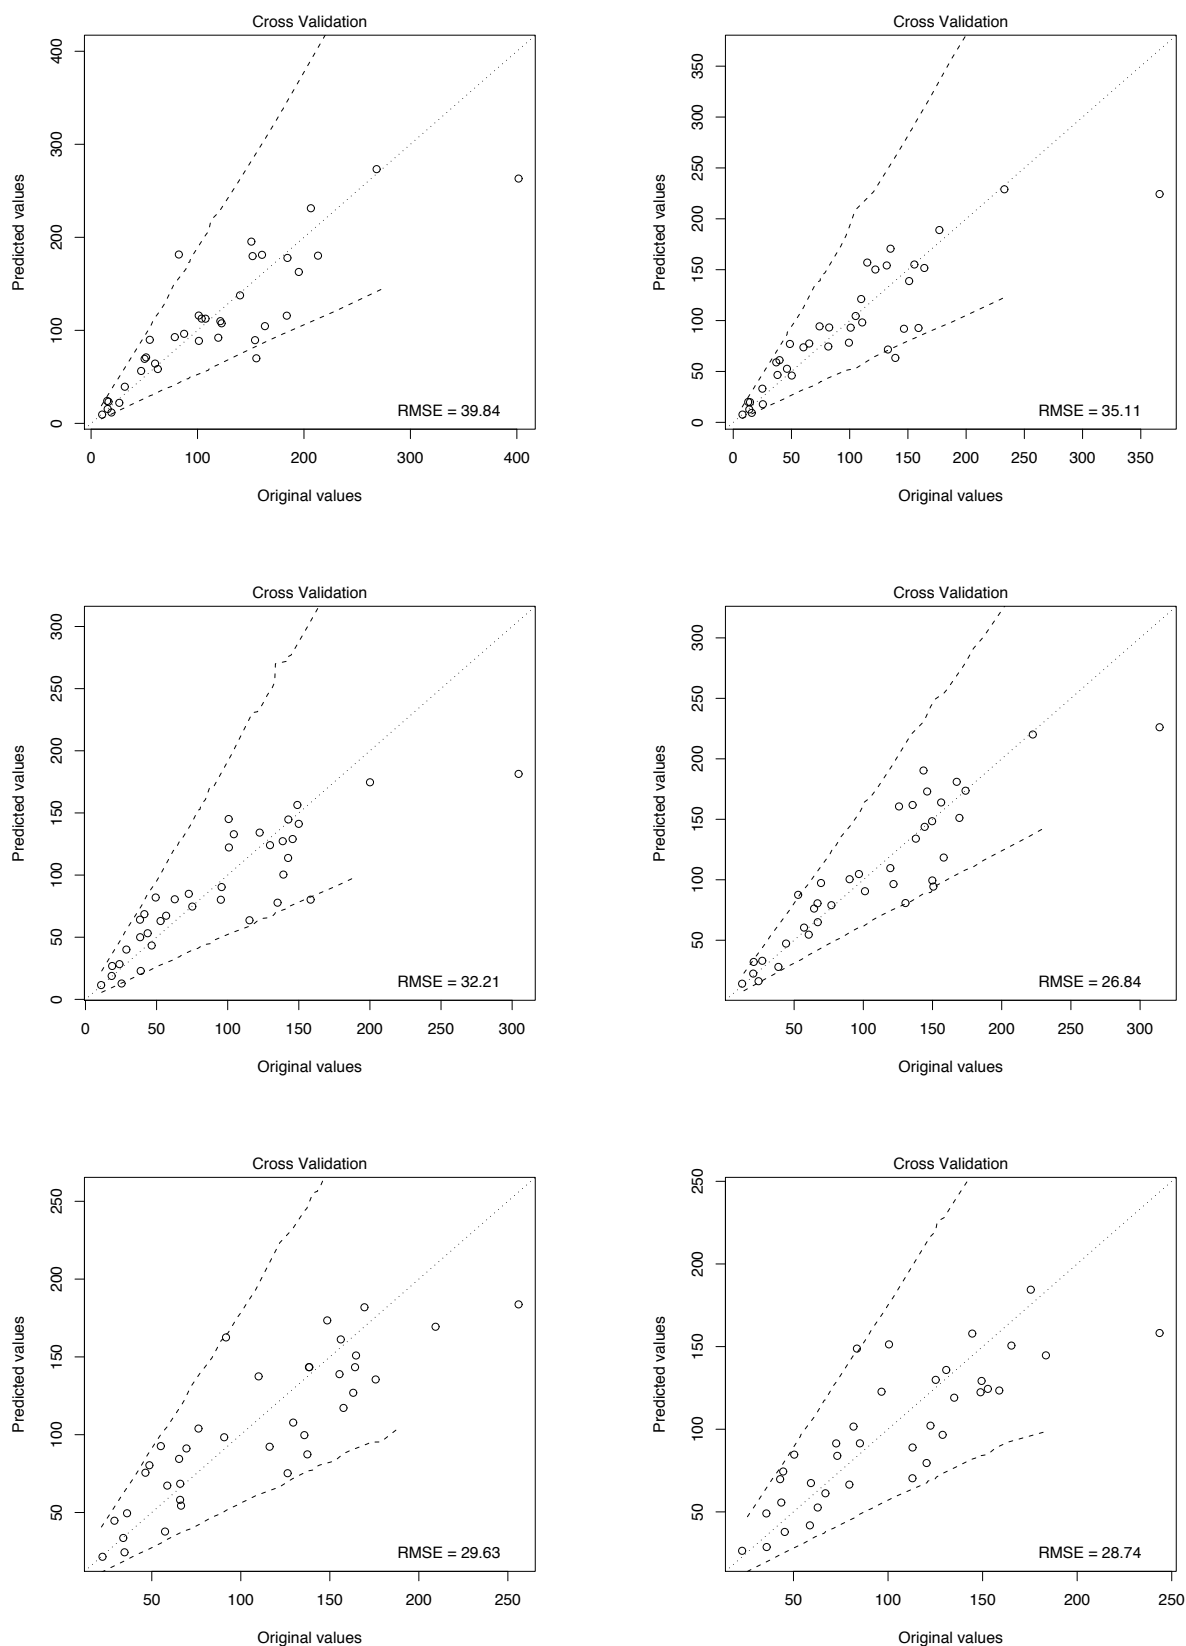 Cross Validation
Predicted values
0 100 200 300 400
RMSE = 39.84
0 100 200 300 400
Original values
Cross Validation
Predicted values
0 50 100 150 200 250 300 350
RMSE = 35.11
0 50 100 150 200 250 300 350
Original values
Cross Validation
Predicted values
0 50 100 150 200 250 300
RMSE = 32.21
0 50 100 150 200 250 300
Original values
Cross Validation
Predicted values
50 100 150 200 250 300
RMSE = 26.84
50 100 150 200 250 300
Original values
Cross Validation
Predicted values
50 100 150 200 250
RMSE = 29.63
50 100 150 200 250
Original values
Cross Validation
Predicted values
50 100 150 200 250
RMSE = 28.74
50 100 150 200 250
Original values